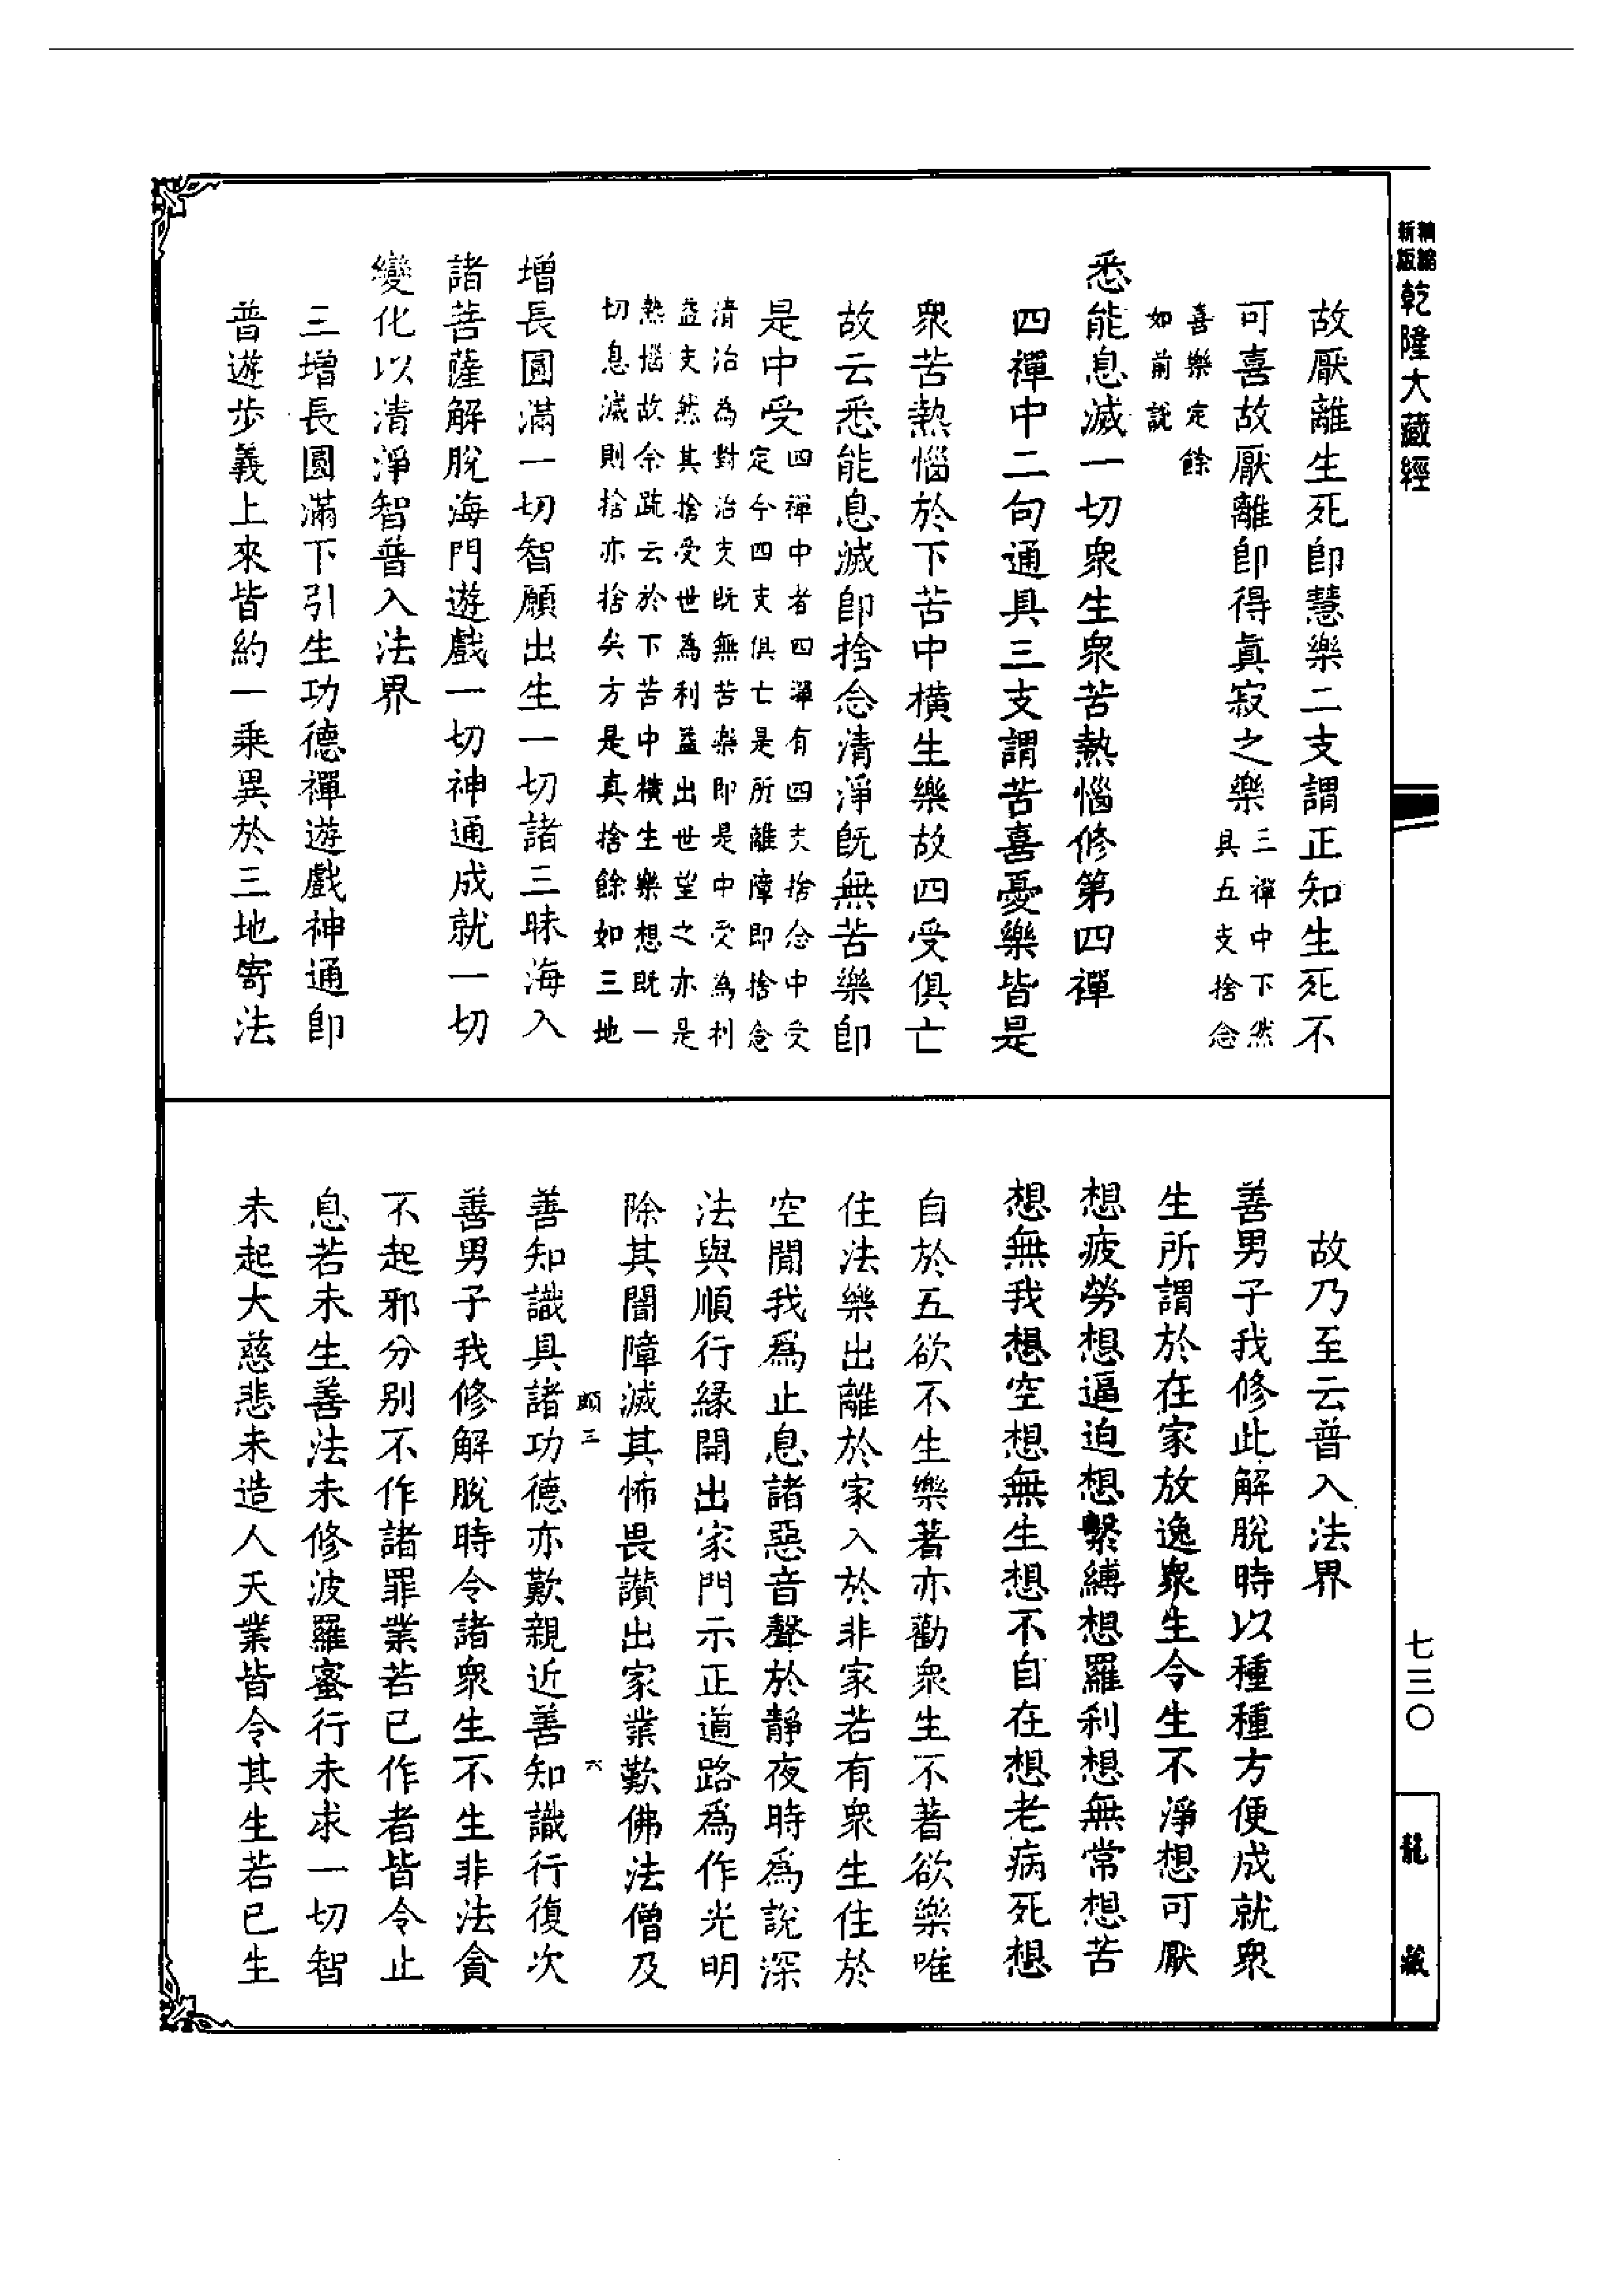 精縮
新版
乾隆大藏經
故厭離生死卽慧樂二支謂正知生死不
可喜故厭離卽得眞寂之樂
三禪中下然
具五支捨念
喜樂定餘
如前說
悉能息滅一切衆生衆苦熱惱修第四禪
四禪中二句通具三支謂苦喜憂樂皆是
衆苦熱惱於下苦中橫生樂故四受俱亡
故云悉能息滅卽捨念清淨旣無苦樂卽
是中受
四禪中者四禪有四支捨念中受
定今四支俱亡是所離障即捨念
清治為對治支既無苦樂即是中受為利
益支然其捨受世為利益出世望之亦是
熱惱故余疏云於下苦中橫生樂想既一
切息滅則捨亦捨矣方是真捨餘如三地
增長圓滿一切智願出生一切諸三昧海入
諸菩薩解脫海門遊戲一切神通成就一切
變化以清淨智普入法界
三增長圓滿下引生功德禪遊戲神通卽
普遊步義上來皆約一乘異於三地寄法
故乃至云普入法界
善男子我修此解脫時以種種方便成就衆
生所謂於在家放逸衆生令生不淨想可厭
想疲勞想逼迫想繫縛想羅刹想無常想苦
想無我想空想無生想不自在想老病死想
自於五欲不生樂著亦勸衆生不著欲樂唯
住法樂出離於家入於非家若有衆生住於
空閒我爲止息諸惡音聲於靜夜時爲說深
法與順行緣開出家門示正道路爲作光明
除其闇障滅其怖畏讚出家業歎佛法僧及
顧三
六
善知識具諸功德亦歎親近善知識行復次
善男子我修解脫時令諸衆生不生非法貪
不起邪分別不作諸罪業若已作者皆令止
息若未生善法未修波羅蜜行未求一切智
未起大慈悲未造人天業皆令其生若已生
七三〇
龍藏